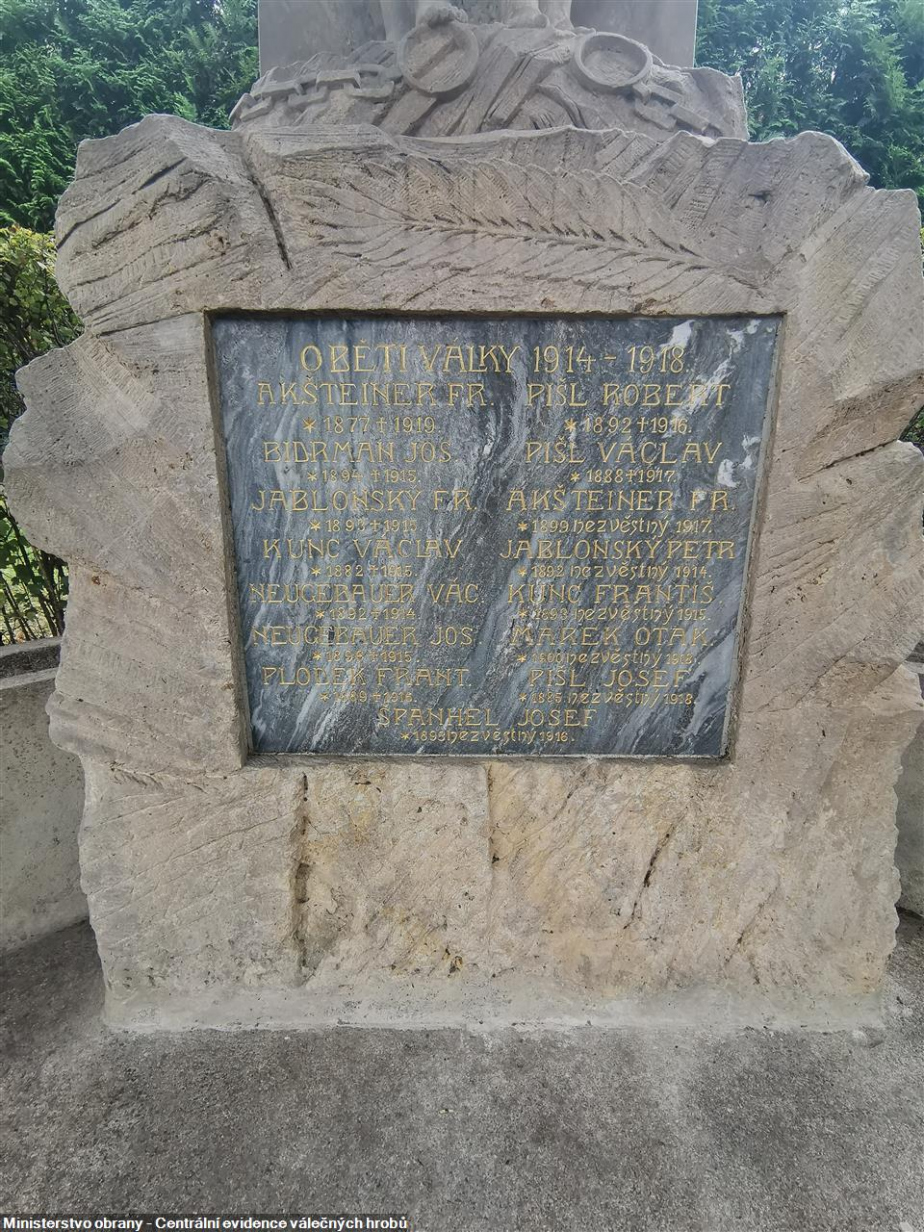 OBĚTI VÁLKY 1914 - 1918.
AKŠTEINER FR.
* 1877 † 1919.
BIDRMAN JOS.
* 1894 † 1915.
JABLONSKÝ FR.
KUNC VÁCLAV
* 1882 † 1915.
NEUGEBAUER VÁC.
* 1892 † 1914.
NEUGEBAUER JOS.
PLODEK FRANT.
PIŠL ROBERT
* 1892 † 1916.
PIŠL VÁCLAV
* 1888 † 1917.
AKŠTEINER FR.
* 1899 nezvěstný 1917.
JABLONSKÝ PETR
* 1892 nezvěstný 1914.
KUNC FRANTIŠ.
nezvěstný 1915.
MAREK OTAK.
nezvěstný
PIŠL JOSEF
nezvěstný 1918.
ŠPANHEL JOSEF
* 1899 nezvěstný 1918.
Ministerstvo obrany - Centrální evidence válečných hrobů